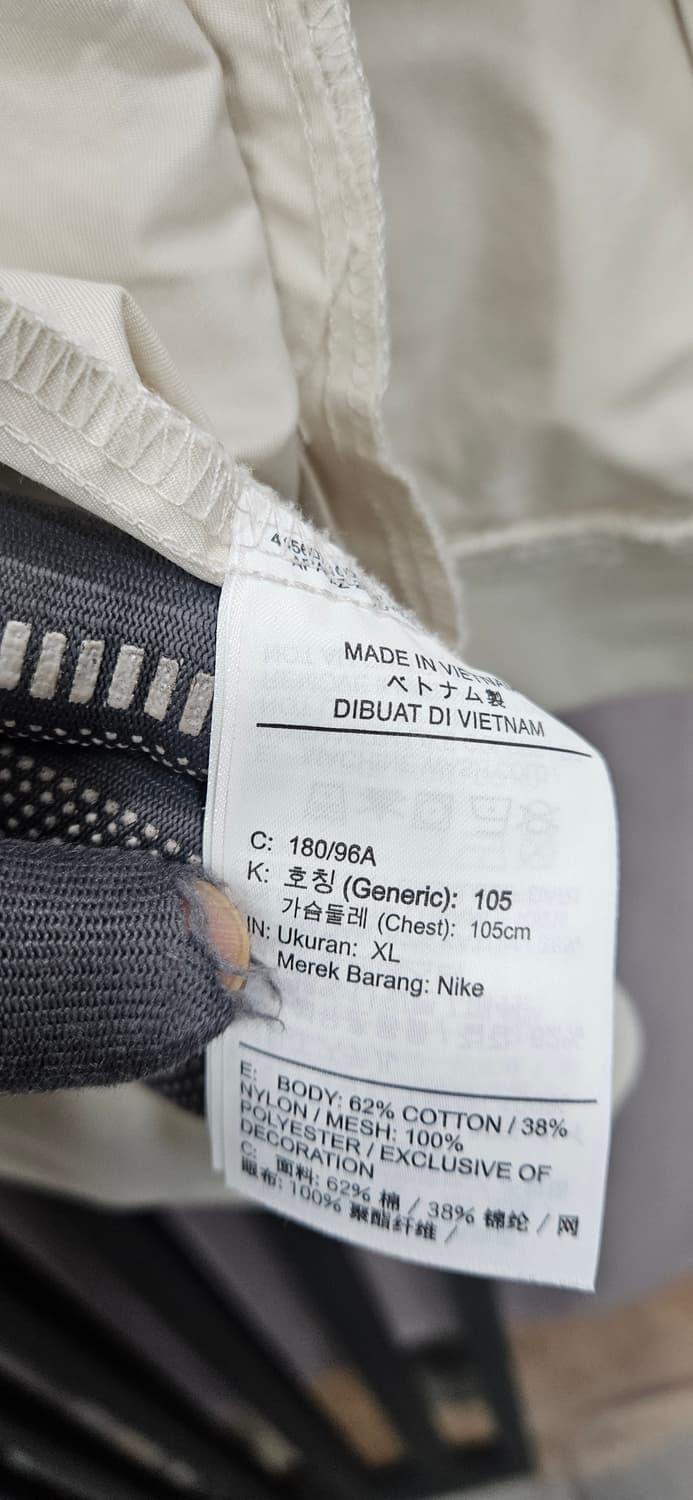 MADE IN VIETNAM
ベトナム製
DIBUAT DI VIETNAM
C: 180/96A
K: 호칭 (Generic): 105
가슴둘레 (Chest): 105cm
IN: Ukuran: XL
Merek Barang: Nike
E: BODY: 62% COTTON / 38%
NYLON / MESH: 100%
POLYESTER / EXCLUSIVE OF
DECORATION
C: 面料: 62% 棉 / 38% 锦纶 / 网
眼布: 100% 聚酯纤维 /